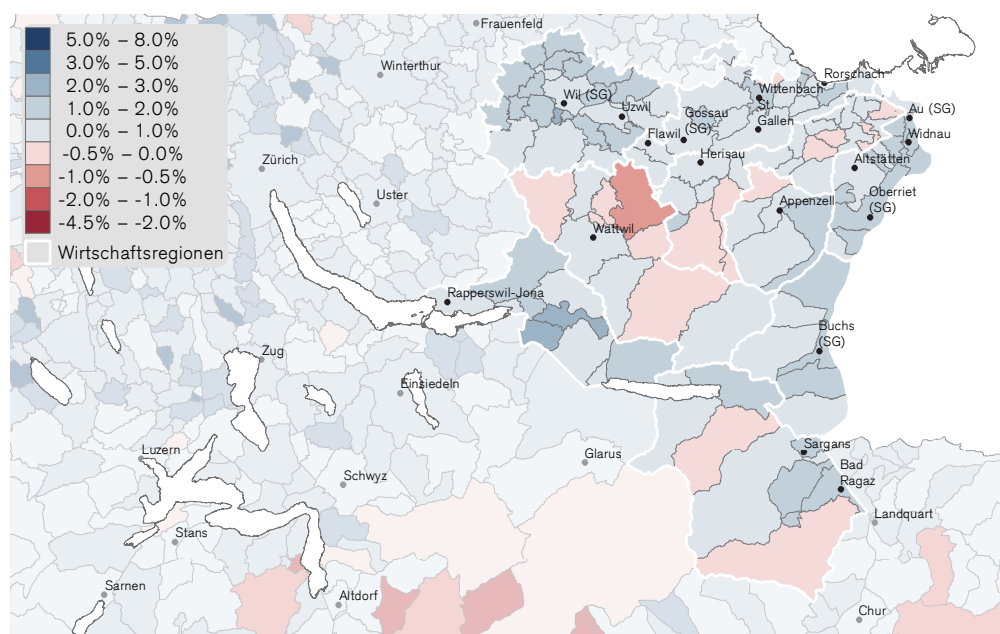 5.0% – 8.0%
3.0% – 5.0%
2.0% – 3.0%
1.0% – 2.0%
0.0% – 1.0%
-0.5% – 0.0%
-1.0% – -0.5%
-2.0% – -1.0%
-4.5% – -2.0%
Wirtschaftsregionen
Frauenfeld
Winterthur
Rorschach
Wil (SG)
Wittenbach
Uzwil
Gossau
(SG)
St.
Gallen
Au (SG)
Flawil
Widnau
Zürich
Herisau
Altstätten
Uster
Appenzell
Oberriet
(SG)
Wattwil
Rapperswil-Jona
Buchs
(SG)
Zug
Einsiedeln
Luzern
Glarus
Sargans
Schwyz
Bad
Ragaz
Landquart
Stans
Sarnen
Altdorf
Chur